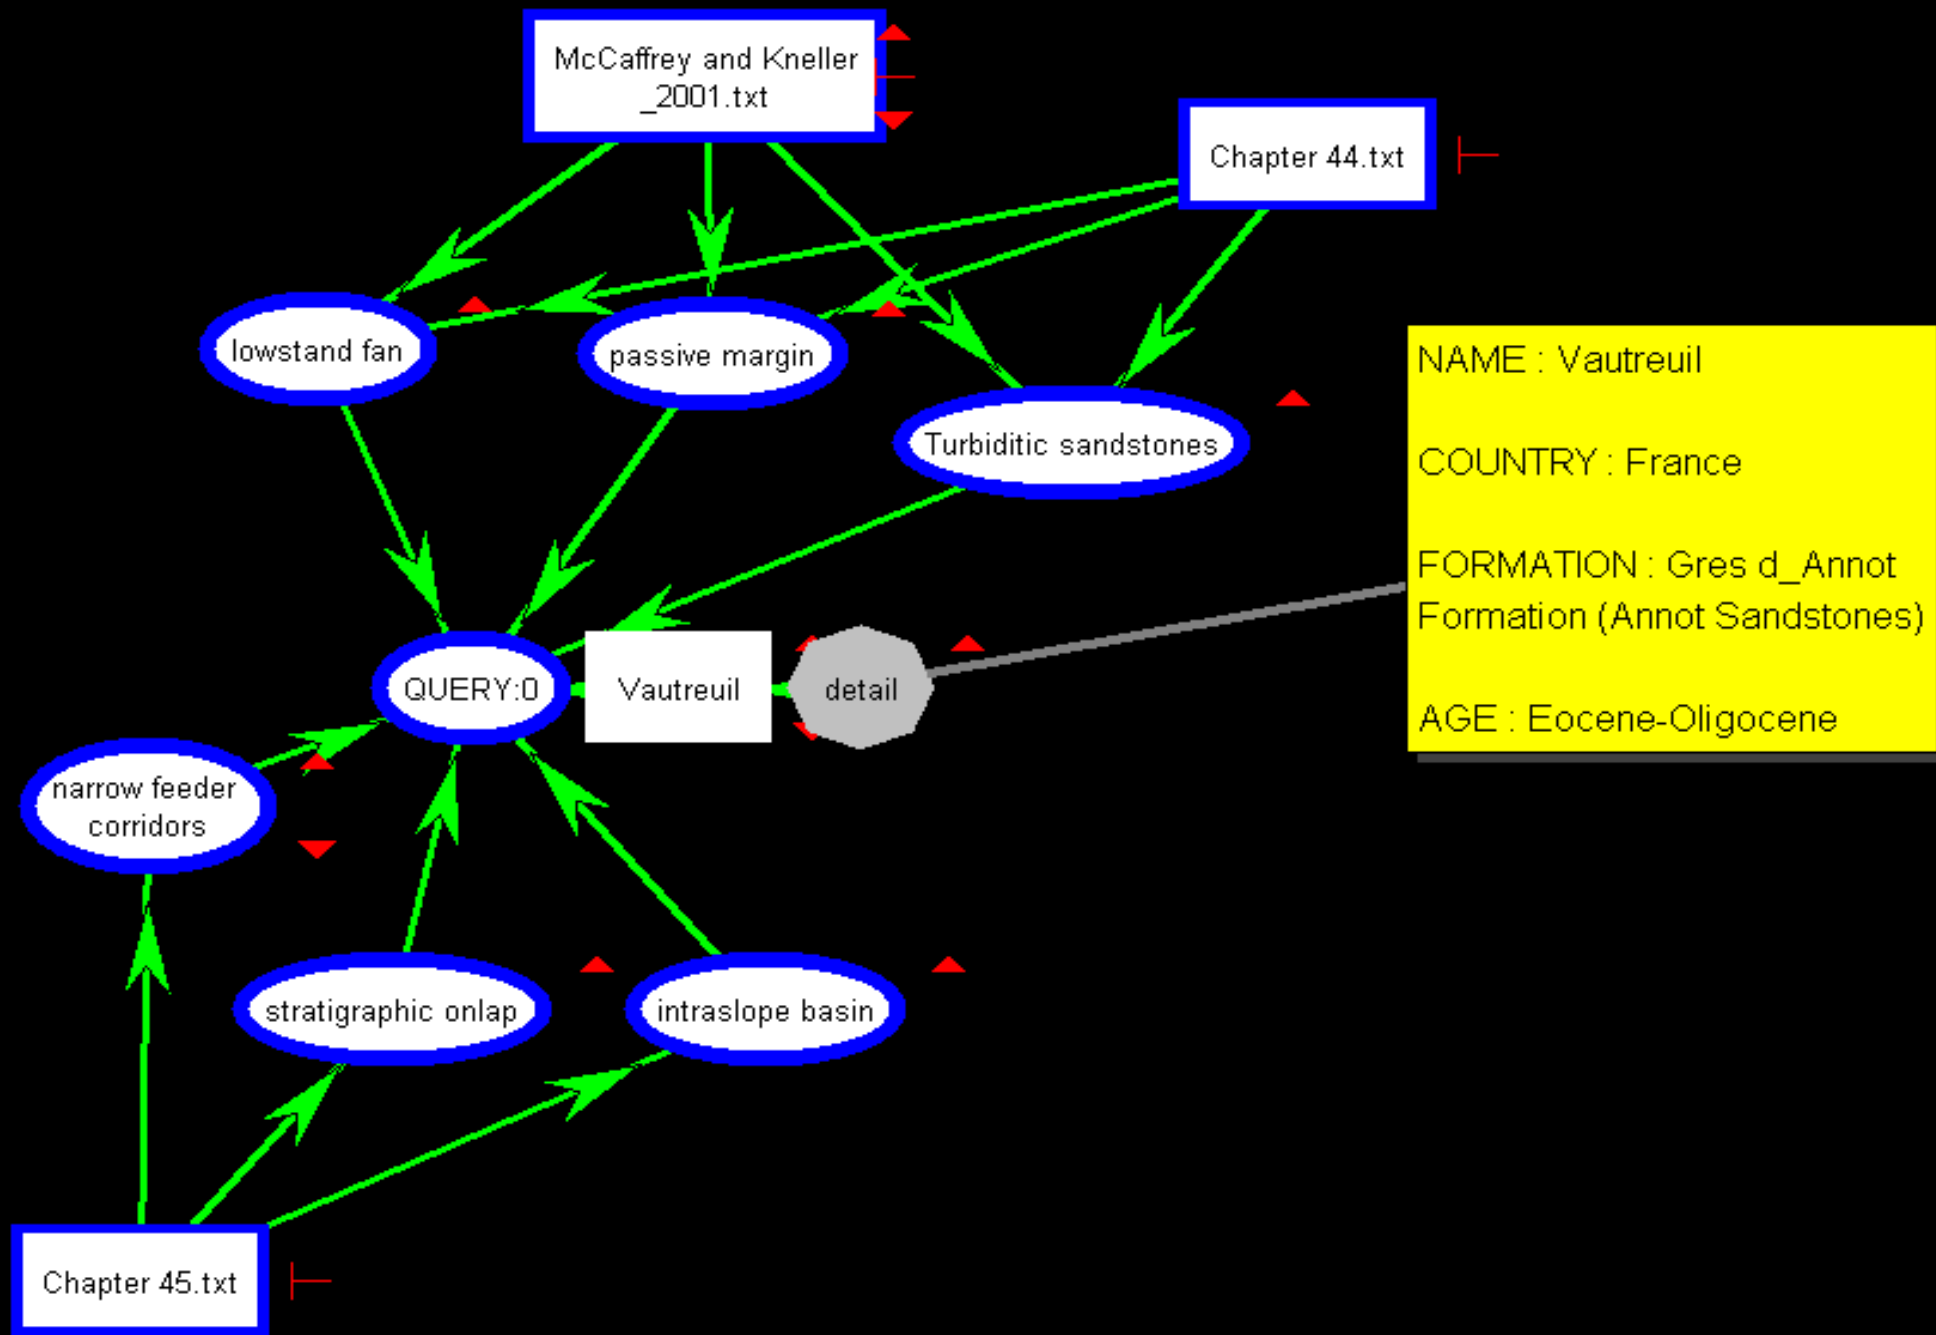 McCaffrey and Kneller
_2001.txt
Chapter 44.txt
lowstand fan
passive margin
Turbiditic sandstones
NAME : Vautreuil
COUNTRY : France
FORMATION : Gres d_Annot
Formation (Annot Sandstones)
AGE : Eocene-Oligocene
QUERY:0
Vautreuil
detail
narrow feeder
corridors
stratigraphic onlap
intraslope basin
Chapter 45.txt